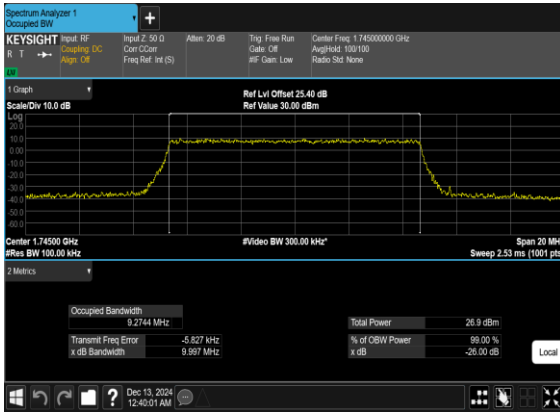 Spectrum Analyzer 1
Occupied BW
KEYSIGHT
R T
LXI
Input: RF
Coupling: DC
Align: Off
Input Z: 50 Ω
Corr CCorr
Freq Ref: Int (S)
Atten: 20 dB
Trig: Free Run
Gate: Off
#IF Gain: Low
Center Freq: 1.745000000 GHz
Avg|Hold: 100/100
Radio Std: None
1 Graph
Scale/Div 10.0 dB
Ref Lvl Offset 25.40 dB
Ref Value 30.00 dBm
Log
20.0
10.0
0.00
-10.0
-20.0
-30.0
-40.0
-50.0
-60.0
Center 1.74500 GHz
#Res BW 100.00 kHz
#Video BW 300.00 kHz*
Span 20 MH
Sweep 2.53 ms (1001 pts
2 Metrics
Occupied Bandwidth
9.2744 MHz
Transmit Freq Error -5.827 kHz
x dB Bandwidth 9.997 MHz
Total Power 26.9 dBm
% of OBW Power 99.00 %
x dB -26.00 dB
Local
Dec 13, 2024
12:40:01 AM